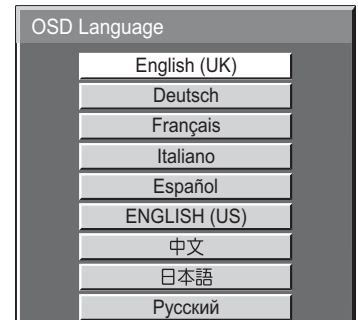 OSD Language
English (UK)
Deutsch
Français
Italiano
Español
ENGLISH (US)
中文
日本語
Русский